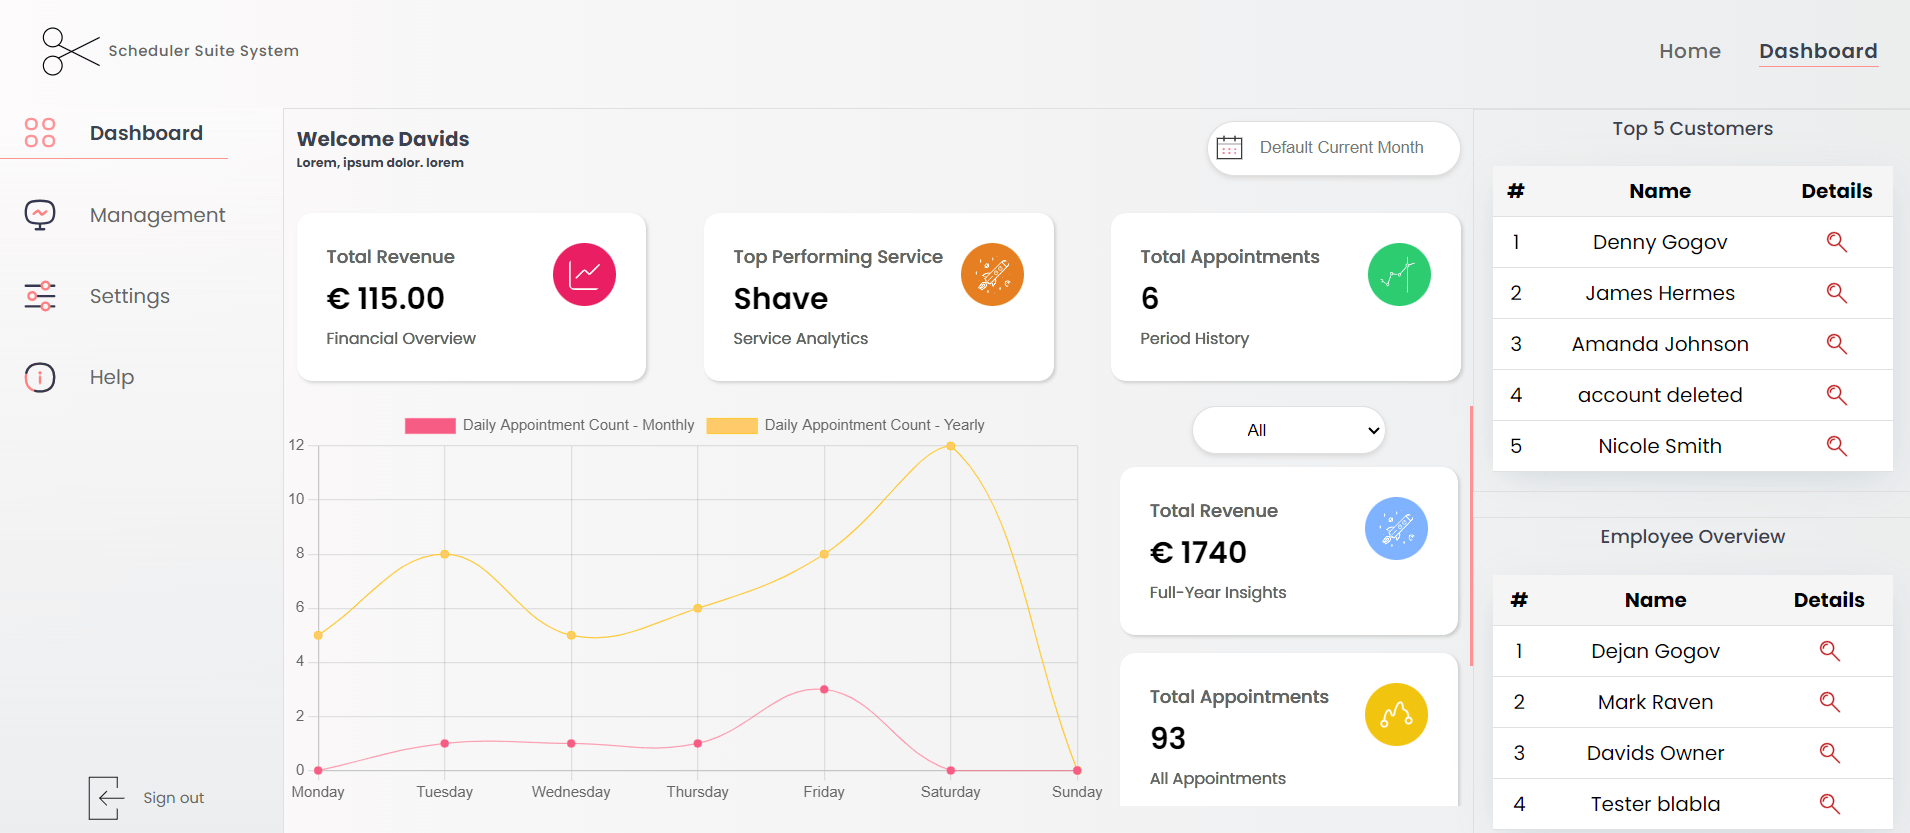 Scheduler Suite System
Home
Dashboard
Dashboard
Management
Settings
Help
Sign out
Welcome Davids
Lorem, ipsum dolor. lorem
Default Current Month
Total Revenue
€ 115.00
Financial Overview
Top Performing Service
Shave
Service Analytics
Total Appointments
6
Period History
Daily Appointment Count - Monthly
Daily Appointment Count - Yearly
12
10
8
6
4
2
0
Monday
Tuesday
Wednesday
Thursday
Friday
Saturday
Sunday
All
Total Revenue
€ 1740
Full-Year Insights
Total Appointments
93
All Appointments
Top 5 Customers
# Name Details
1 Denny Gogov
2 James Hermes
3 Amanda Johnson
4 account deleted
5 Nicole Smith
Employee Overview
# Name Details
1 Dejan Gogov
2 Mark Raven
3 Davids Owner
4 Tester blabla